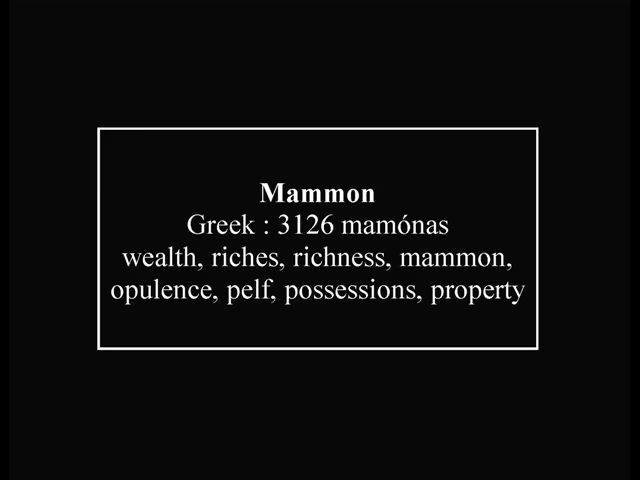 Mammon
Greek : 3126 mamónas
wealth, riches, richness, mammon,
opulence, pelf, possessions, property